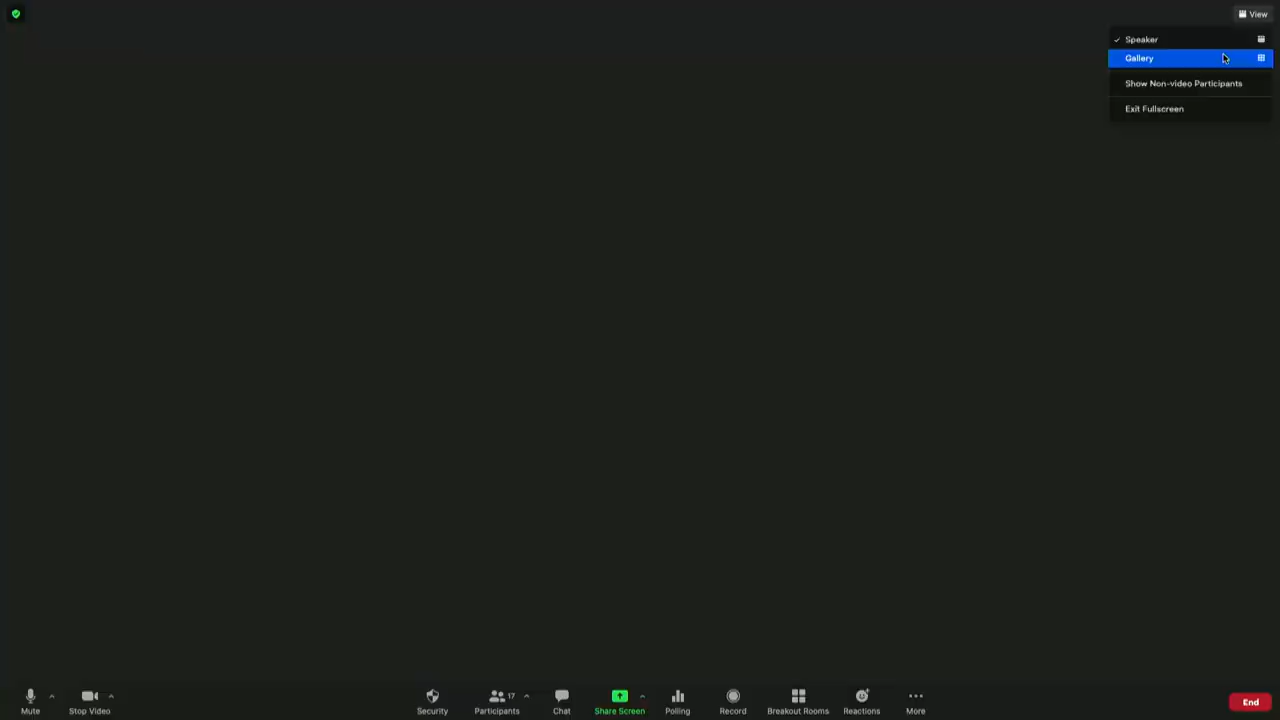 View
Speaker
Gallery
Show Non-video Participants
Exit Fullscreen
Mute
Stop Video
Security
17
Participants
Chat
Share Screen
Polling
Record
Breakout Rooms
Reactions
More
End